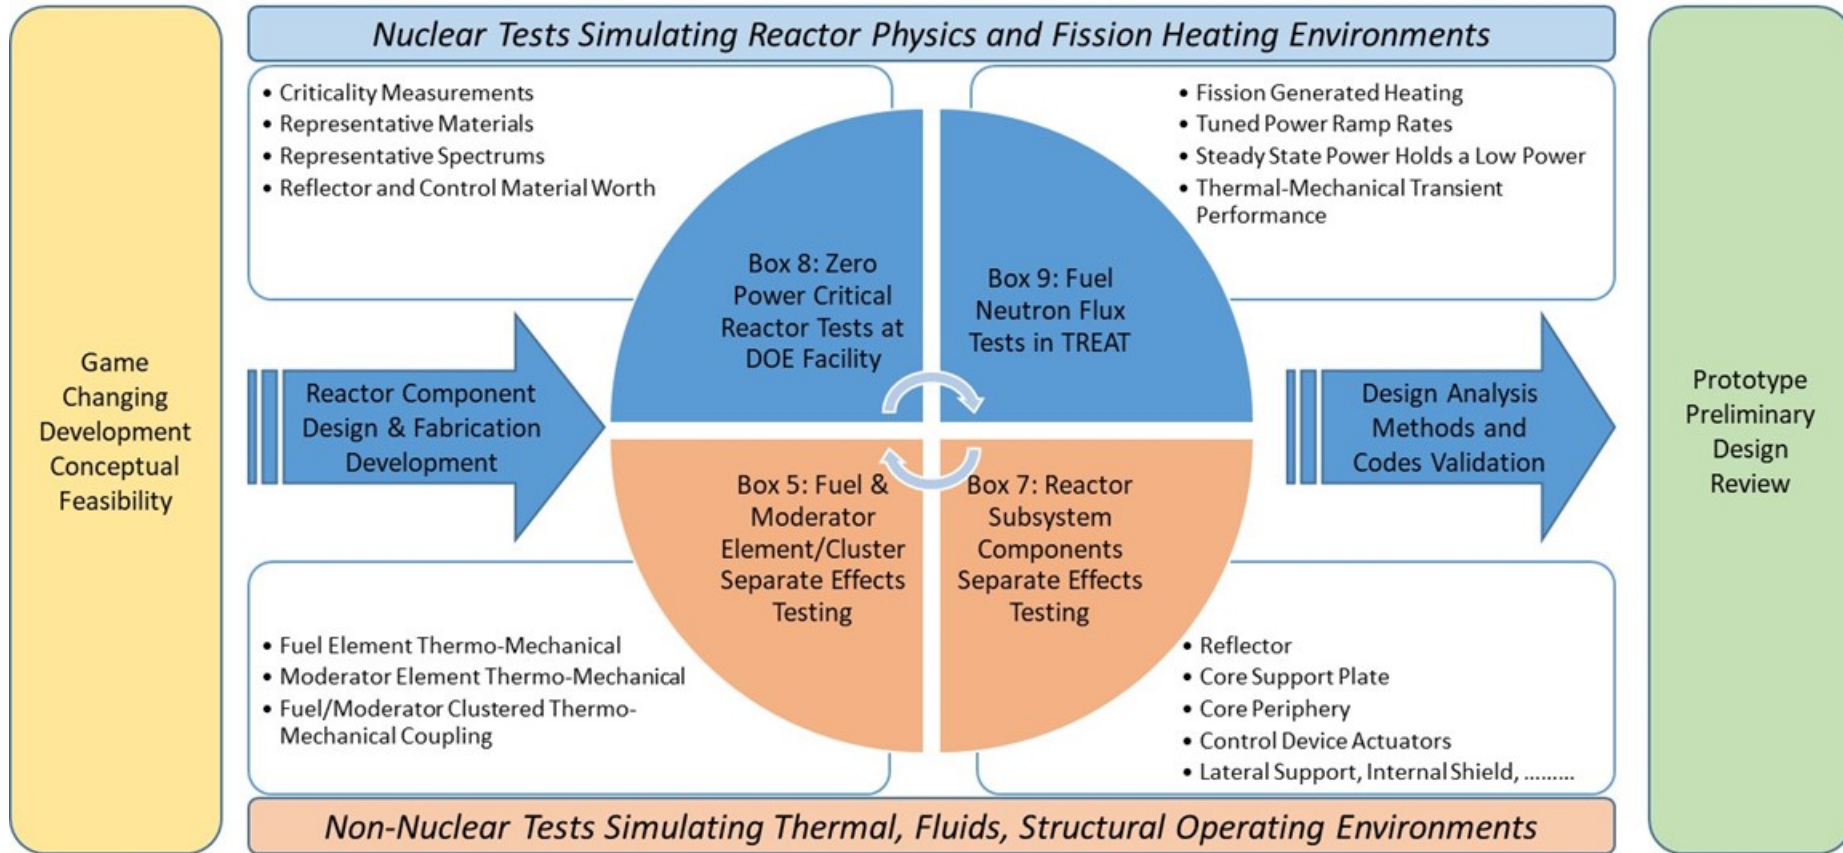 Nuclear Tests Simulating Reactor Physics and Fission Heating Environments
Game
Changing
Development
Conceptual
Feasibility
• Criticality Measurements
• Representative Materials
• Representative Spectrums
• Reflector and Control Material Worth
• Fission Generated Heating
• Tuned Power Ramp Rates
• Steady State Power Holds a Low Power
• Thermal-Mechanical Transient
Performance
Box 8: Zero
Power Critical
Reactor Tests at
DOE Facility
Box 9: Fuel
Neutron Flux
Tests in TREAT
Reactor Component
Design & Fabrication
Development
Design Analysis
Methods and
Codes Validation
Prototype
Preliminary
Design
Review
Box 5: Fuel &
Moderator
Element/Cluster
Separate Effects
Testing
Box 7: Reactor
Subsystem
Components
Separate Effects
Testing
• Fuel Element Thermo-Mechanical
• Moderator Element Thermo-Mechanical
• Fuel/Moderator Clustered Thermo-
Mechanical Coupling
• Reflector
• Core Support Plate
• Core Periphery
• Control Device Actuators
• Lateral Support, Internal Shield, .........
Non-Nuclear Tests Simulating Thermal, Fluids, Structural Operating Environments